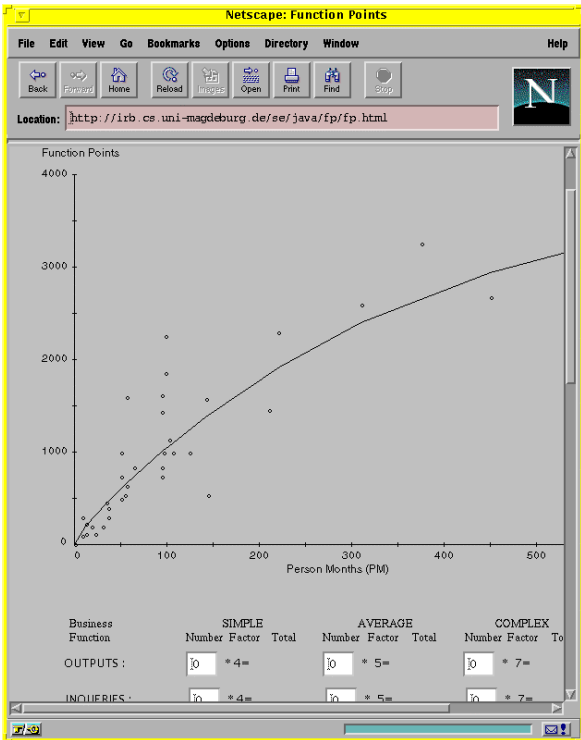 Netscape: Function Points
File Edit View Go Bookmarks Options Directory Window Help
Back Forward Home Reload Images Open Print Find Stop
N
Location: http://irb.cs.uni-magdeburg.de/se/java/fp/fp.html
Function Points
4000
3000
2000
1000
0
0 100 200 300 400 500
Person Months (PM)
Business SIMPLE AVERAGE COMPLEX
Function Number Factor Total Number Factor Total Number Factor To
OUTPUTS : 0 * 4= 0 * 5= 0 * 7=
INQUERIES : 0 * 4= 0 * 5= 0 * 7=